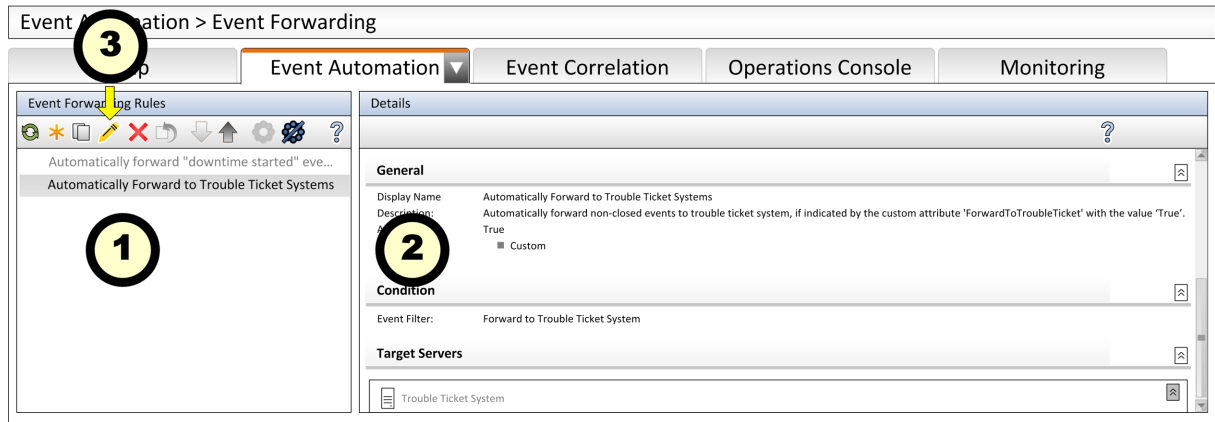 Event A ation > Event Forwarding
3
p
Event Automation
Event Correlation
Operations Console
Monitoring
Event Forwarding Rules
?
Automatically forward "downtime started" eve...
Automatically Forward to Trouble Ticket Systems
1
Details
?
General
Display Name Automatically Forward to Trouble Ticket Systems
Description: Automatically forward non-closed events to trouble ticket system, if indicated by the custom attribute 'ForwardToTroubleTicket' with the value ‘True’.
True
Custom
2
Condition
Event Filter: Forward to Trouble Ticket System
Target Servers
Trouble Ticket System